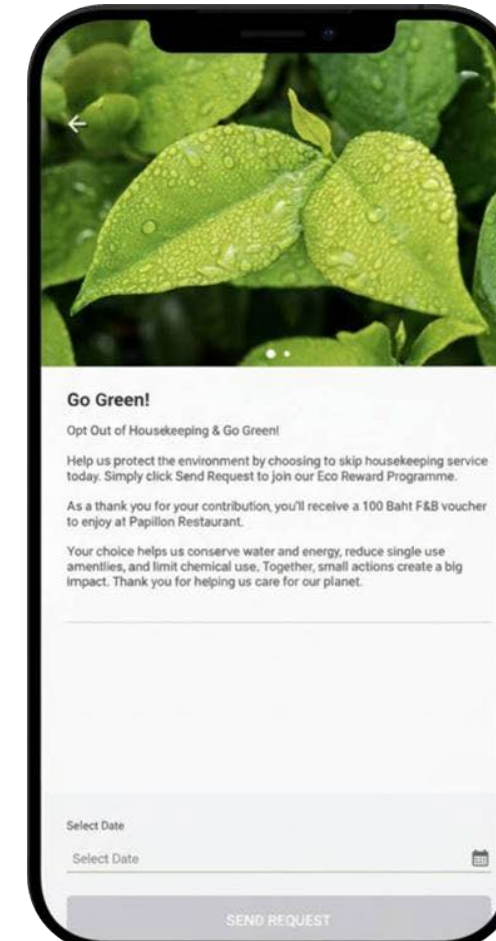 Go Green!
Opt Out of Housekeeping & Go Green!
Help us protect the environment by choosing to skip housekeeping service
today. Simply click Send Request to join our Eco Reward Programme.
As a thank you for your contribution, you'll receive a 100 Baht F&B voucher
to enjoy at Papillon Restaurant.
Your choice helps us conserve water and energy, reduce single use
amentlies, and limit chemical use. Together, small actions create a big
impact. Thank you for helping us care for our planet.
Select Date
Select Date
SEND REQUEST